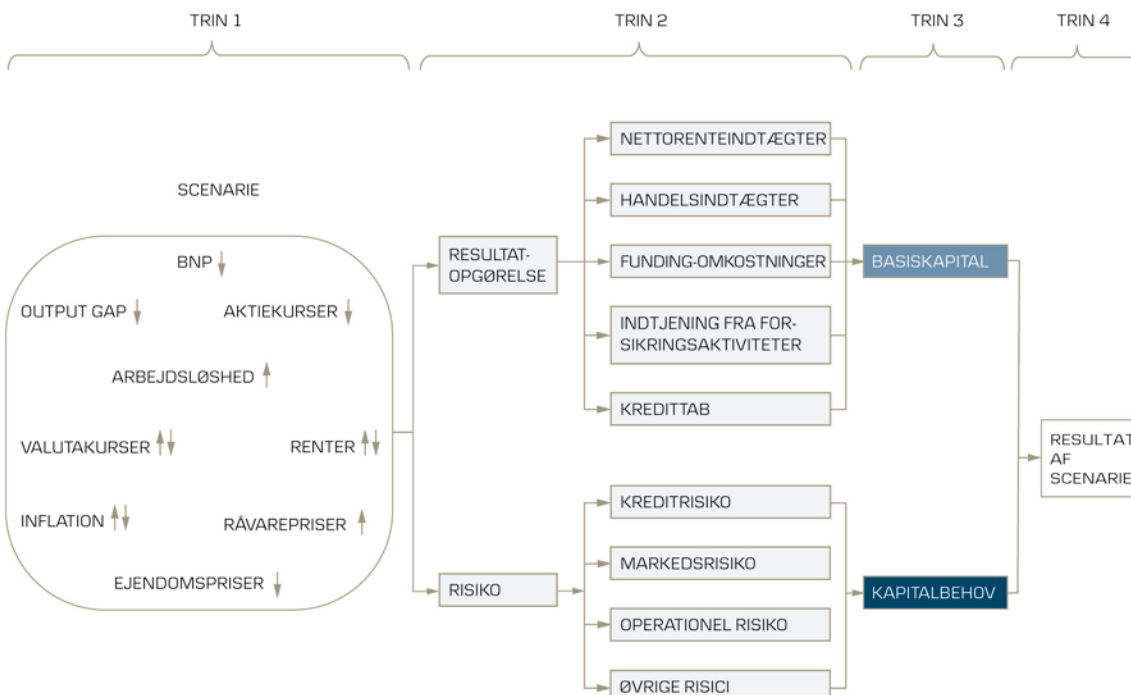 TRIN 1
TRIN 2
TRIN 3
TRIN 4
SCENARIE
BNP
OUTPUT GAP
AKTIEKURSER
ARBEJDSLØSHED
VALUTAKURSER
RENTER
INFLATION
RÅVAREPRISER
EJENDOMSPRISER
RESULTAT-
OPGØRELSE
RISIKO
NETTORENTEINDTÆGTER
HANDELSINDTÆGTER
FUNDING-OMKOSTNINGER
INDTJENING FRA FOR-
SIKRINGSAKTIVITETER
KREDITTAB
KREDITRISIKO
MARKEDSRISIKO
OPERATIONEL RISIKO
ØVRIGE RISICI
BASISKAPITAL
KAPITALBEHOV
RESULTAT
AF
SCENARIE